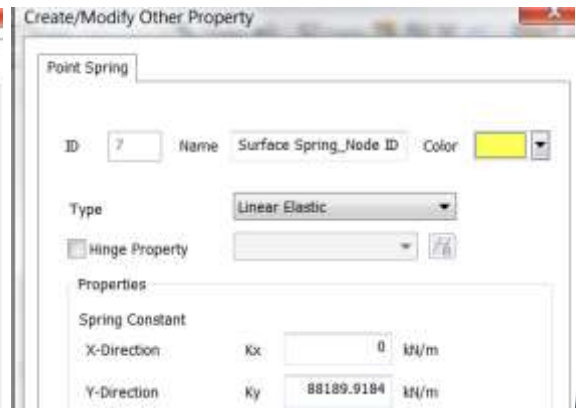 Create/Modify Other Property
Point Spring
ID 7 Name Surface Spring_Node ID Color
Type Linear Elastic
Hinge Property
Properties
Spring Constant
X-Direction Kx 0 kN/m
Y-Direction Ky 88189.9184 kN/m